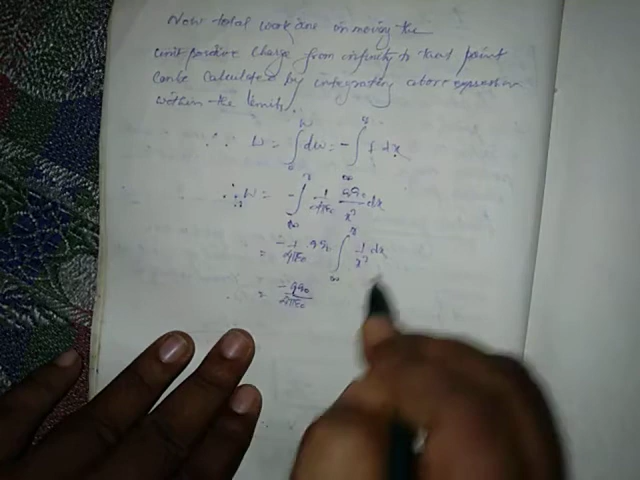 Now total work done in moving the
unit positive charge from infinity to that point
can be calculated by integrating above expression
within the limits.
∴ W = ∫₀^W dw = - ∫_∞^r f dx
∴ W = - ∫_∞^r 1/4πε₀ qq₀/x² dx
= -1/4πε₀ qq₀ ∫_∞^r 1/x² dx
= -qq₀/4πε₀